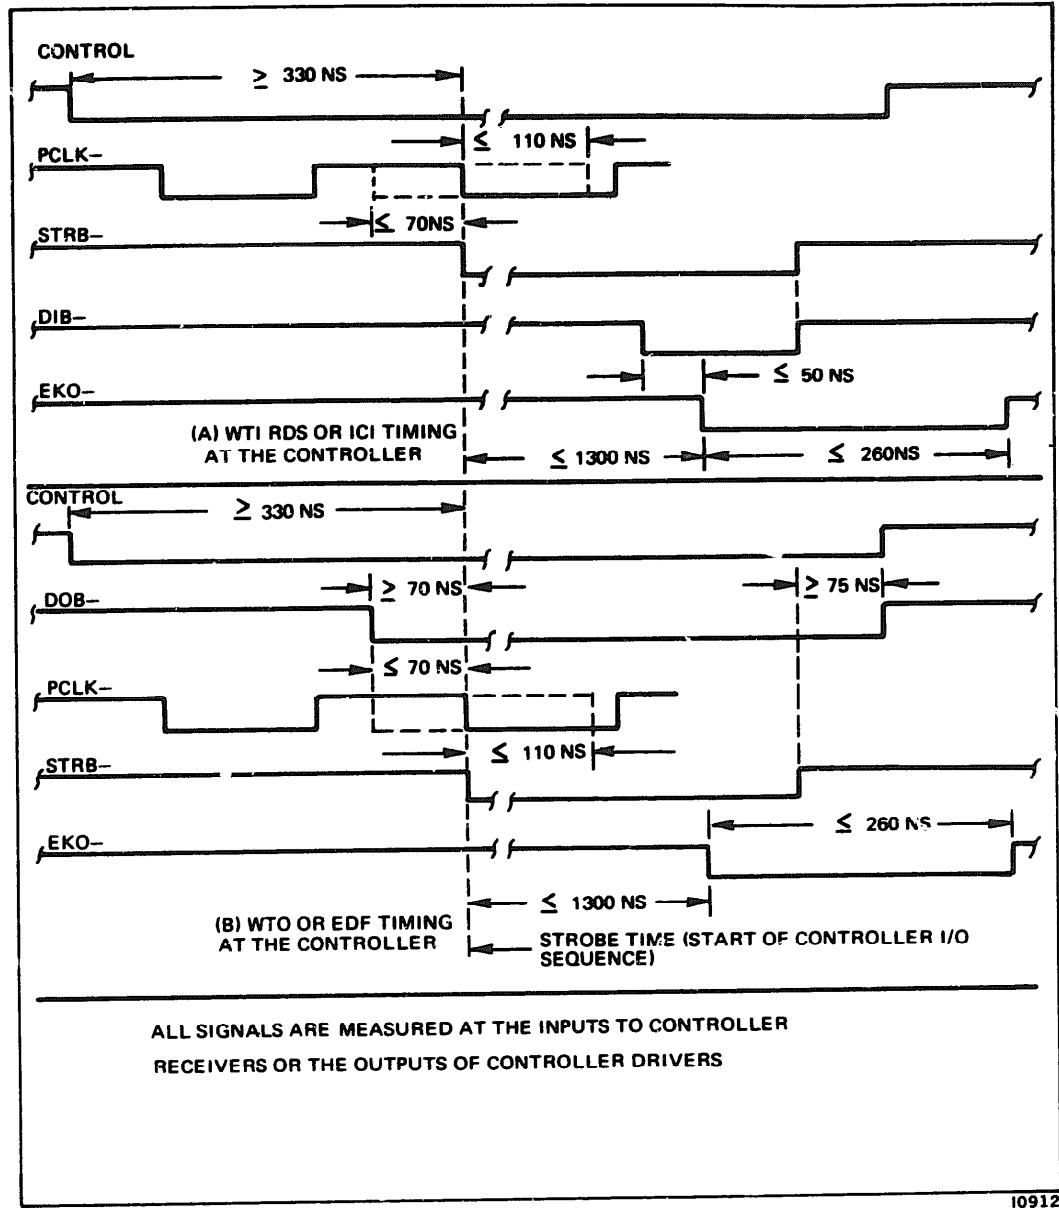 CONTROL
≥ 330 NS
≤ 110 NS
PCLK–
≤ 70NS
STRB–
DIB–
≤ 50 NS
EKO–
(A) WTI RDS OR ICI TIMING
AT THE CONTROLLER
≤ 1300 NS
≤ 260NS
CONTROL
≥ 330 NS
≥ 70 NS
≥ 75 NS
DOB–
≤ 70 NS
PCLK–
≤ 110 NS
STRB–
≤ 260 NS
EKO–
≤ 1300 NS
(B) WTO OR EDF TIMING
AT THE CONTROLLER
STROBE TIME (START OF CONTROLLER I/O
SEQUENCE)
ALL SIGNALS ARE MEASURED AT THE INPUTS TO CONTROLLER
RECEIVERS OR THE OUTPUTS OF CONTROLLER DRIVERS
10912